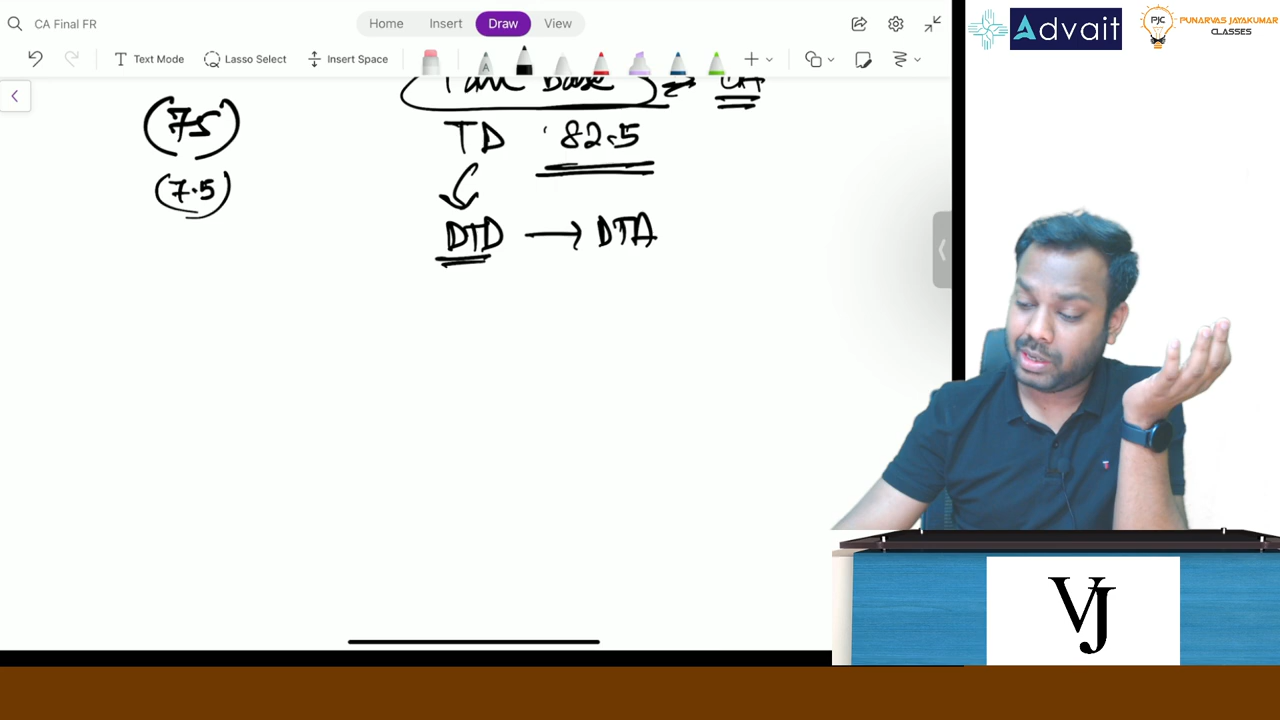 CA Final FR
Home Insert Draw View
Text Mode Lasso Select Insert Space
Advait
PJC PUNARVAS JAYAKUMAR CLASSES
Base
(75)
TD 82.5
(7.5)
DTD → DTA
VJ